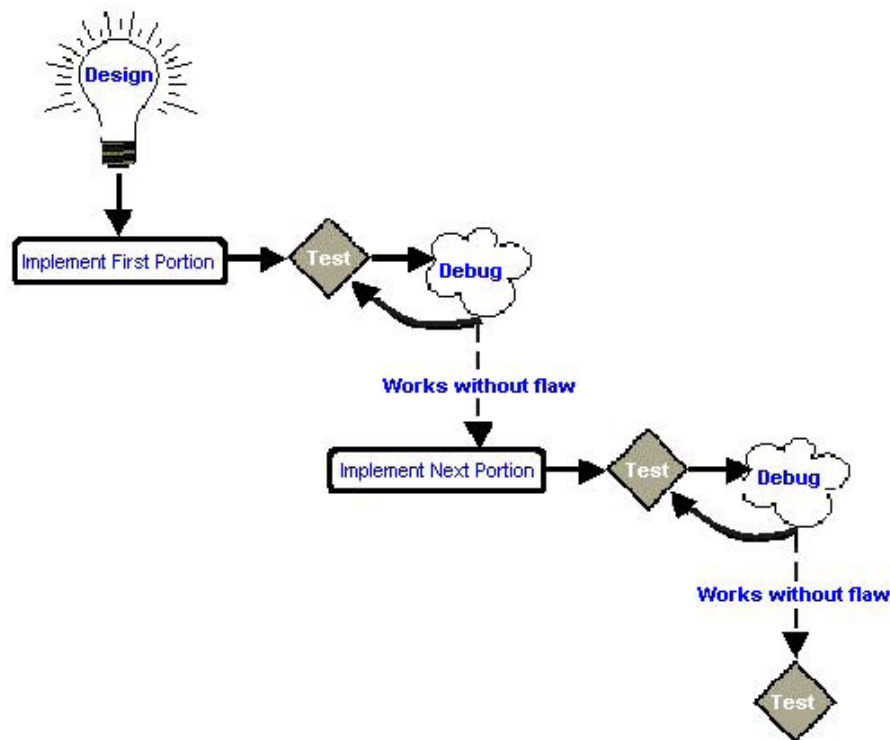 Design
Implement First Portion
Test
Debug
Works without flaw
Implement Next Portion
Test
Debug
Works without flaw
Test